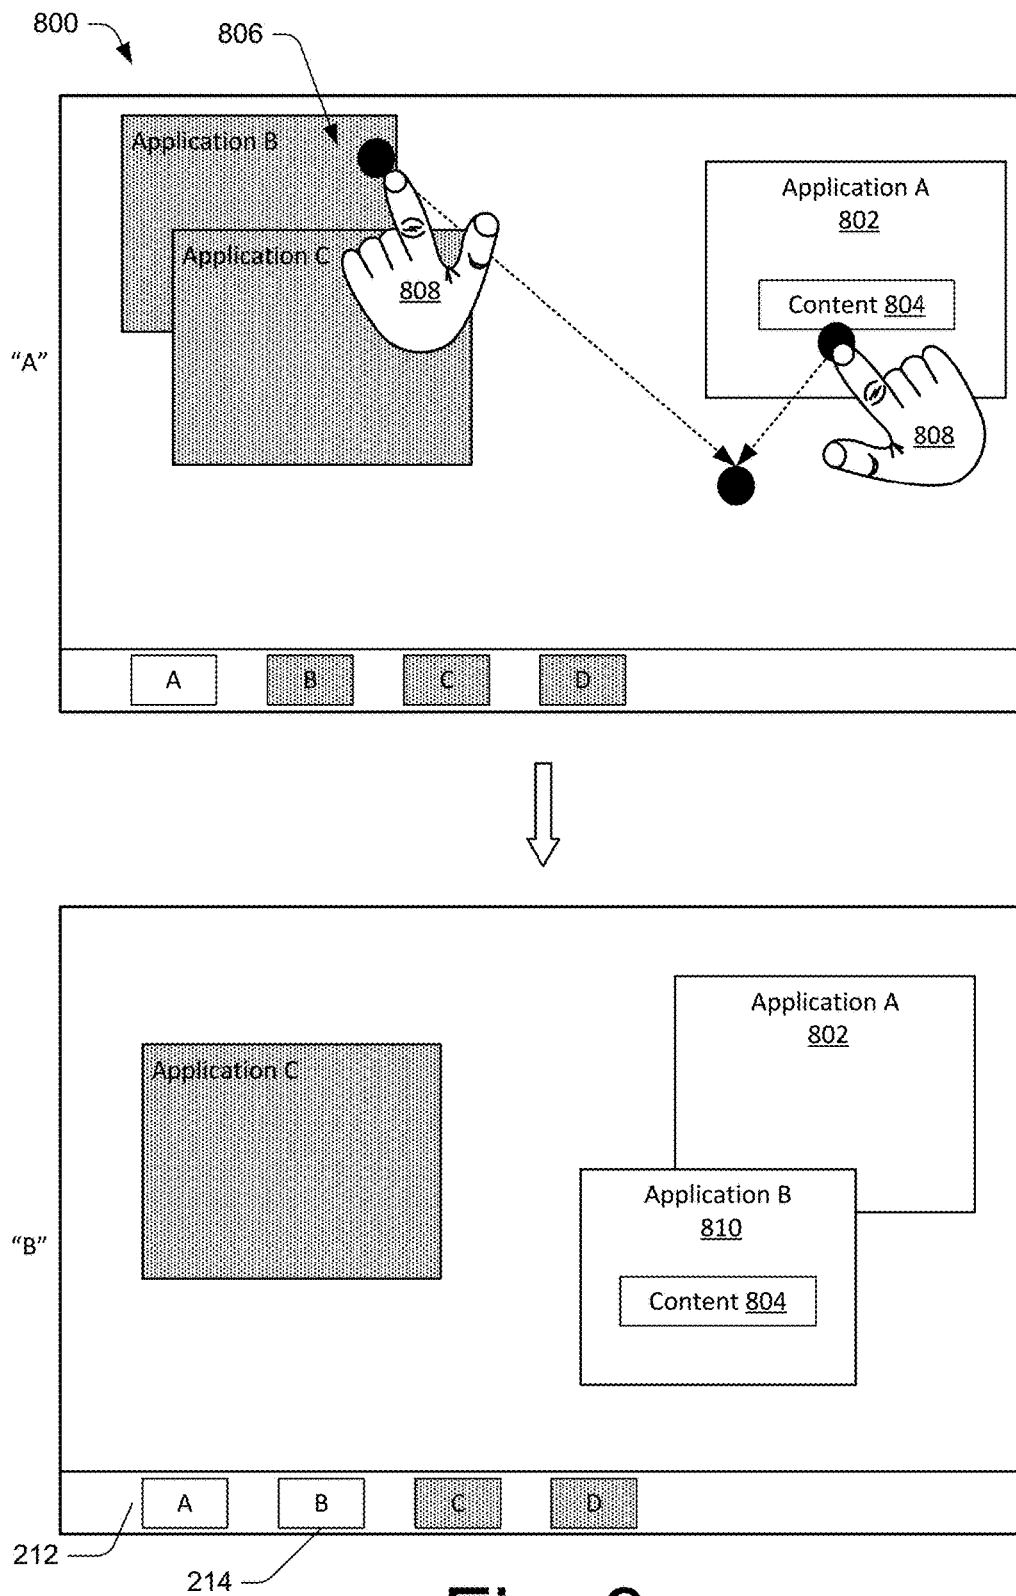 800
806
Application B
Application A
802
Application C
808
Content 804
"A"
808
A B C D
Application A
802
Application C
Application B
810
"B"
Content 804
A B C D
212
214